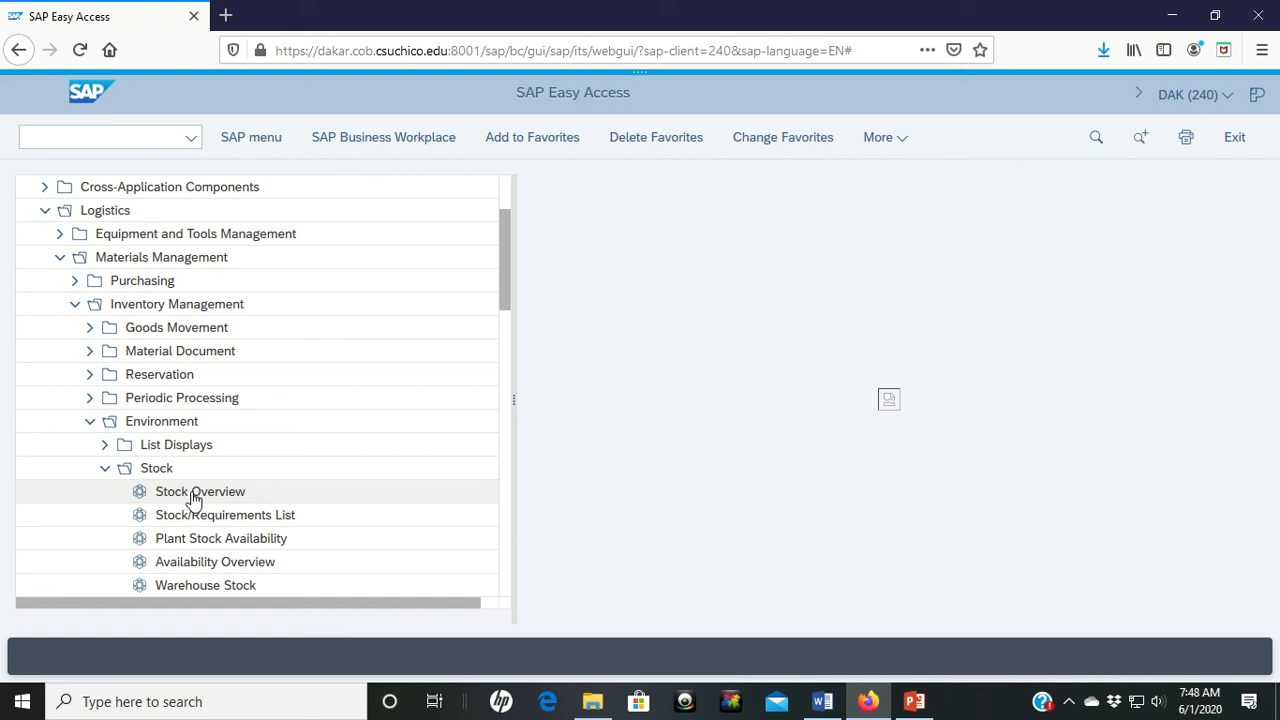 SAP Easy Access
https://dakar.cob.csuchico.edu:8001/sap/bc/gui/sap/its/webgui/?sap-client=240&sap-language=EN#
SAP
SAP Easy Access
DAK (240)
SAP menu
SAP Business Workplace
Add to Favorites
Delete Favorites
Change Favorites
More
Exit
Cross-Application Components
Logistics
Equipment and Tools Management
Materials Management
Purchasing
Inventory Management
Goods Movement
Material Document
Reservation
Periodic Processing
Environment
List Displays
Stock
Stock Overview
Stock/Requirements List
Plant Stock Availability
Availability Overview
Warehouse Stock
Type here to search
7:48 AM
6/1/2020